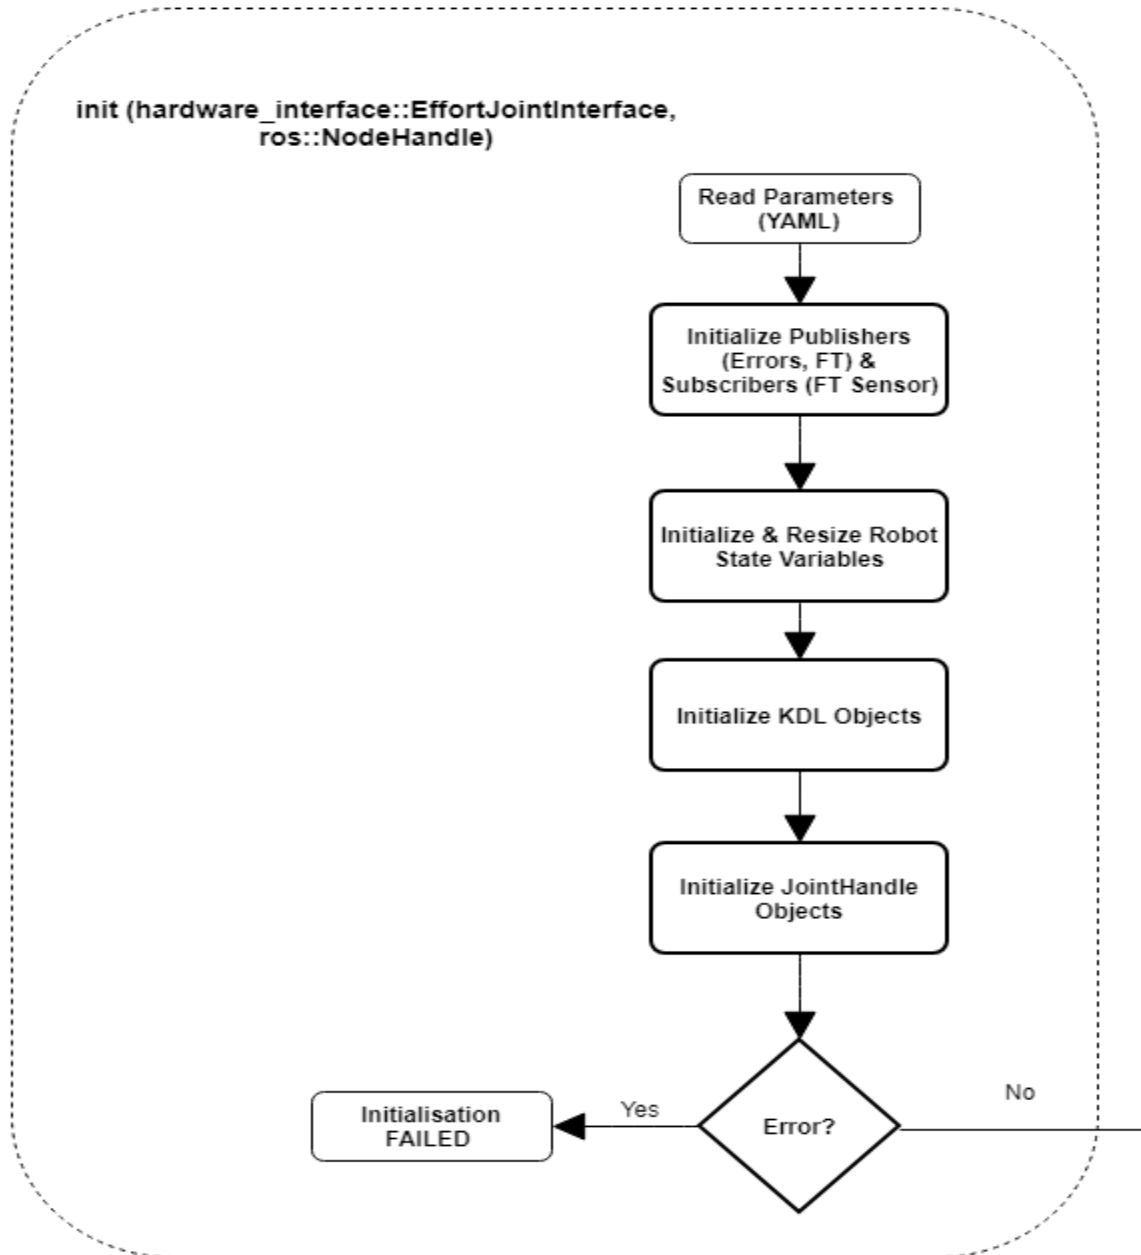 init (hardware_interface::EffortJointInterface,
ros::NodeHandle)
Read Parameters
(YAML)
Initialize Publishers
(Errors, FT) &
Subscribers (FT Sensor)
Initialize & Resize Robot
State Variables
Initialize KDL Objects
Initialize JointHandle
Objects
Error?
Yes
No
Initialisation
FAILED